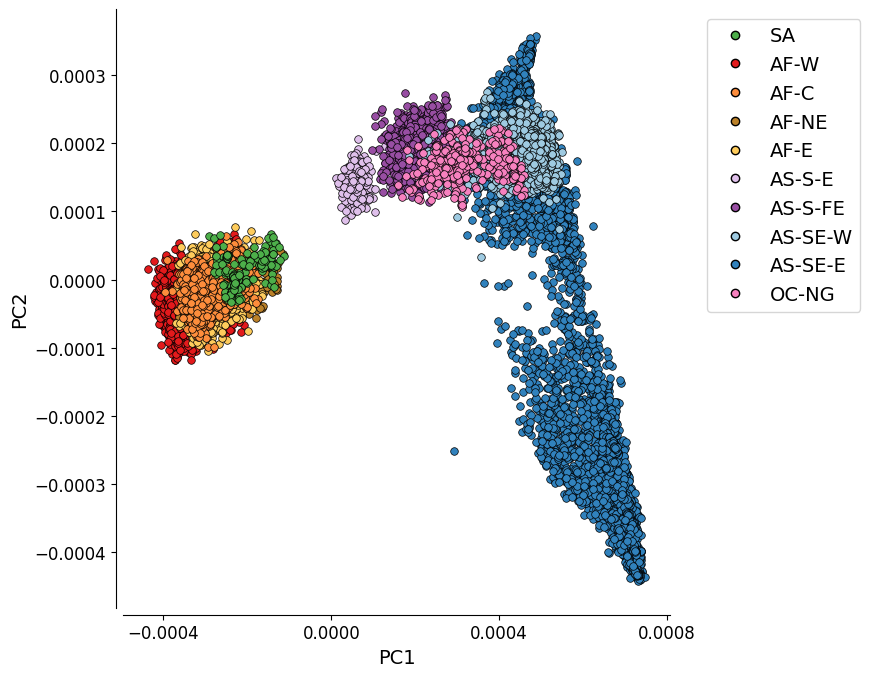 0.0003
0.0002
0.0001
0.0000
−0.0001
−0.0002
−0.0003
−0.0004
PC2
−0.0004
0.0000
0.0004
0.0008
PC1
SA
AF-W
AF-C
AF-NE
AF-E
AS-S-E
AS-S-FE
AS-SE-W
AS-SE-E
OC-NG